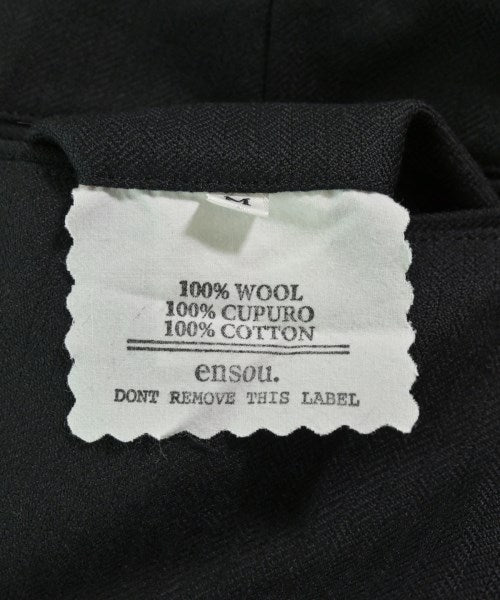 M
100% WOOL
100% CUPURO
100% COTTON
ensou.
DONT REMOVE THIS LABEL